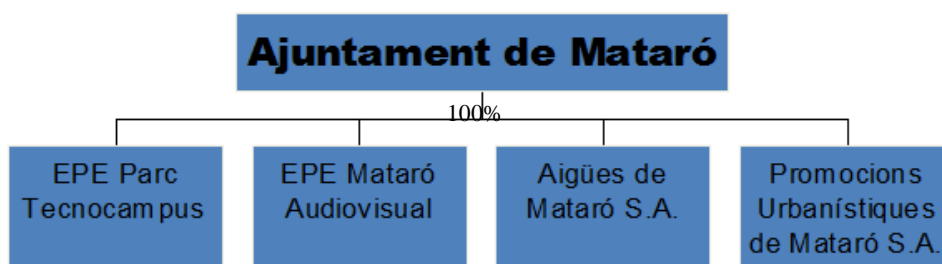 Ajuntament de Mataró
100%
EPE Parc
Tecnocampus
EPE Mataró
Audiovisual
Aigües de
Mataró S.A.
Promocions
Urbanístiques
de Mataró S.A.